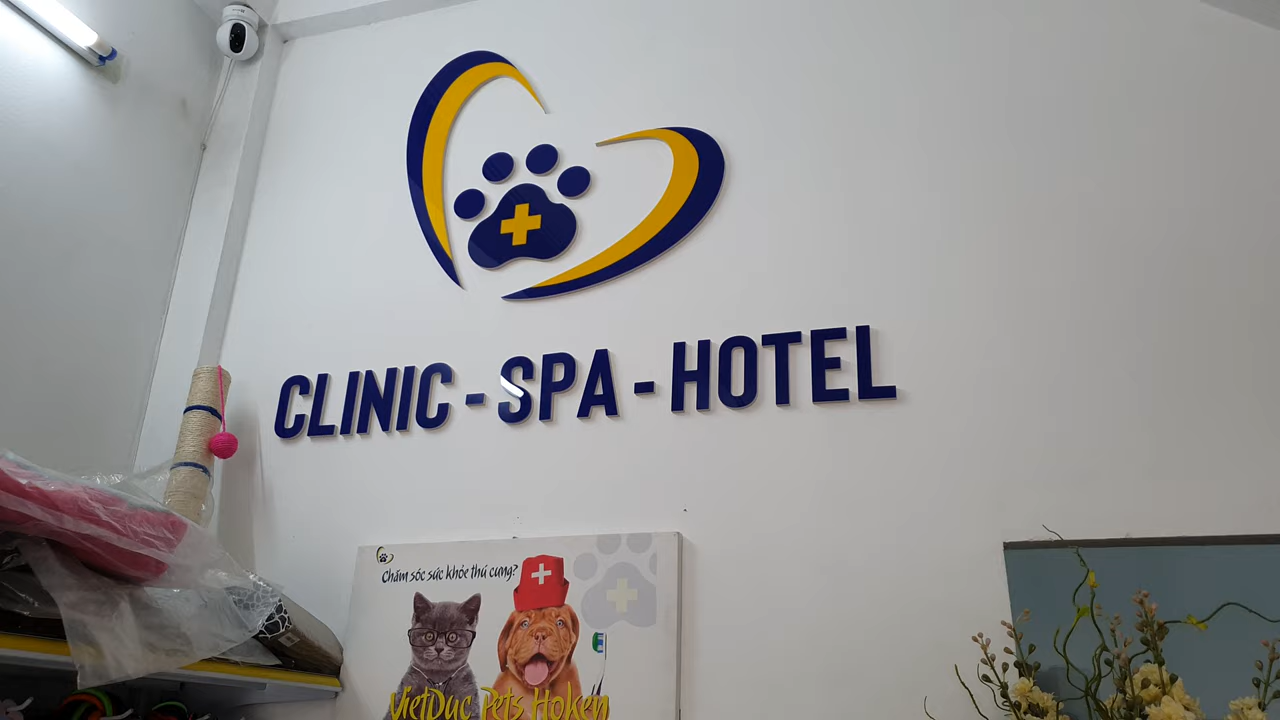 CLINIC - SPA - HOTEL
Chăm sóc sức khỏe thú cưng?
VietDuc Pets Hoken